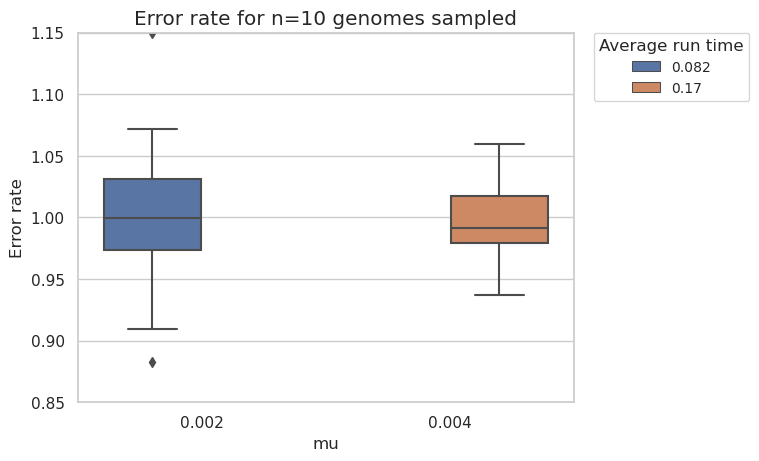 Error rate for n=10 genomes sampled
Average run time
0.082
0.17
Error rate
1.15
1.10
1.05
1.00
0.95
0.90
0.85
0.002
0.004
mu